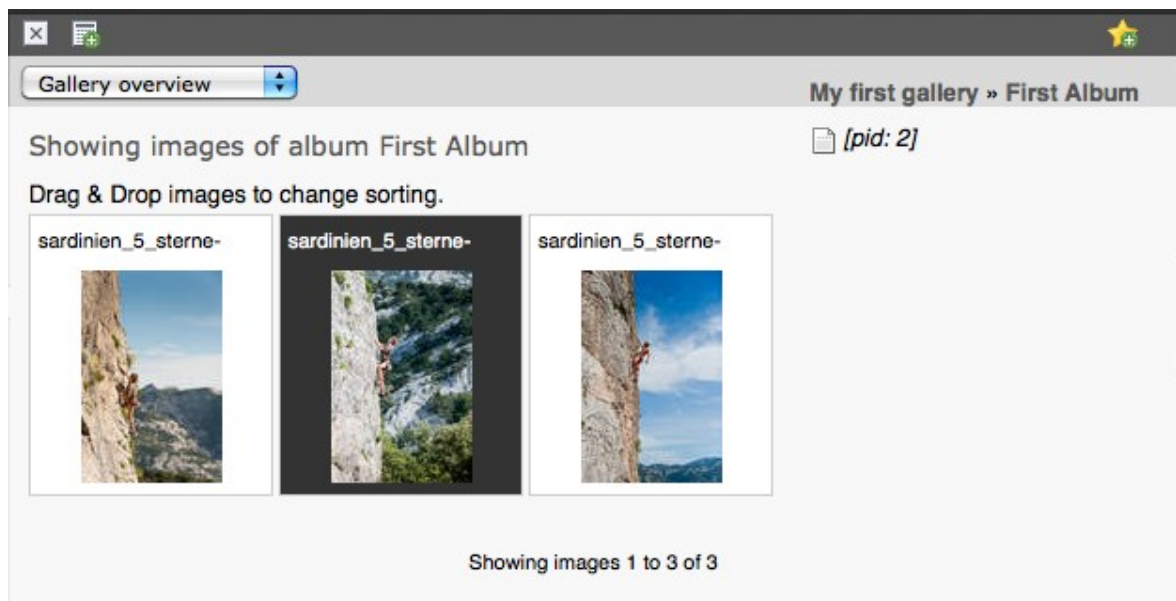 Gallery overview
My first gallery » First Album
[pid: 2]
Showing images of album First Album
Drag & Drop images to change sorting.
sardinien_5_sterne-
sardinien_5_sterne-
sardinien_5_sterne-
Showing images 1 to 3 of 3